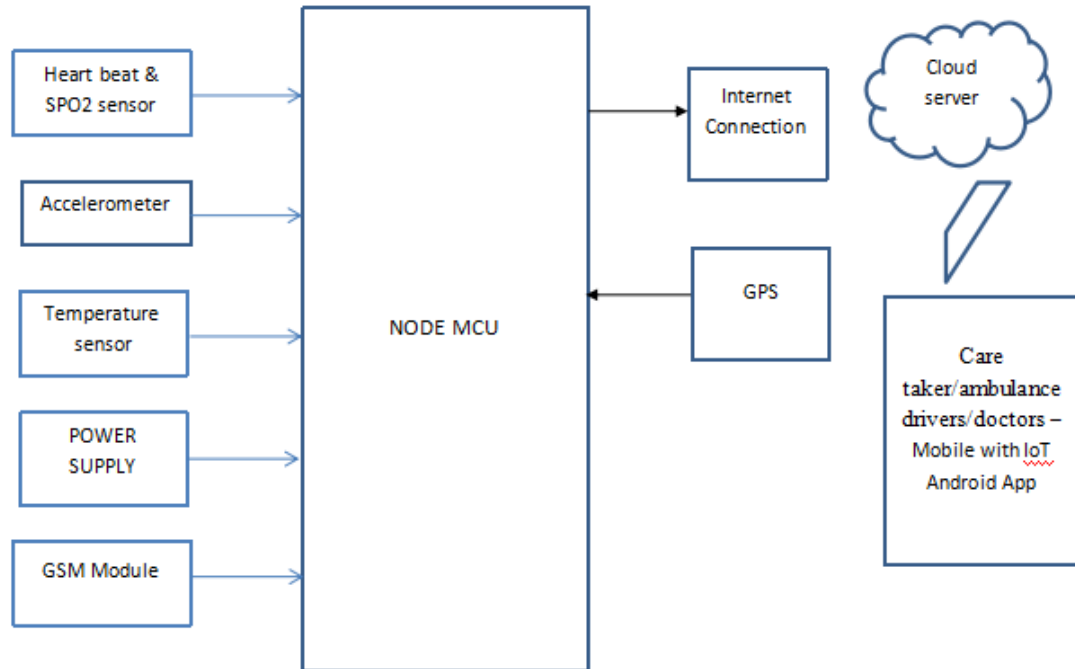 Heart beat &
SPO2 sensor
Accelerometer
Temperature
sensor
POWER
SUPPLY
GSM Module
NODE MCU
Internet
Connection
GPS
Cloud
server
Care
taker/ambulance
drivers/doctors –
Mobile with IoT
Android App